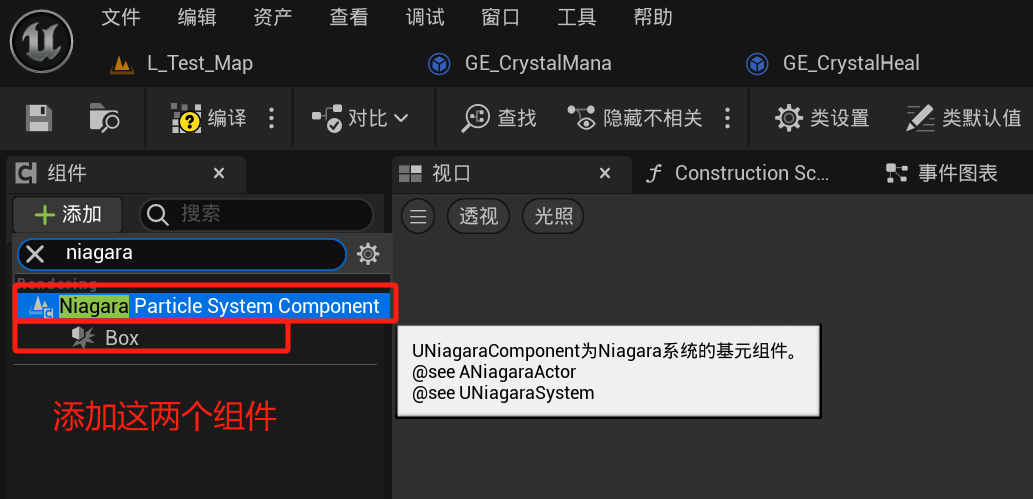 文件 编辑 资产 查看 调试 窗口 工具 帮助
L_Test_Map GE_CrystalMana GE_CrystalHeal
编译 对比 查找 隐藏不相关 类设置 类默认值
组件 视口 Construction Sc... 事件图表
添加 搜索 透视 光照
niagara
Rendering
Niagara Particle System Component
Box
UNiagaraComponent为Niagara系统的基元组件。
@see ANiagaraActor
@see UNiagaraSystem
添加这两个组件